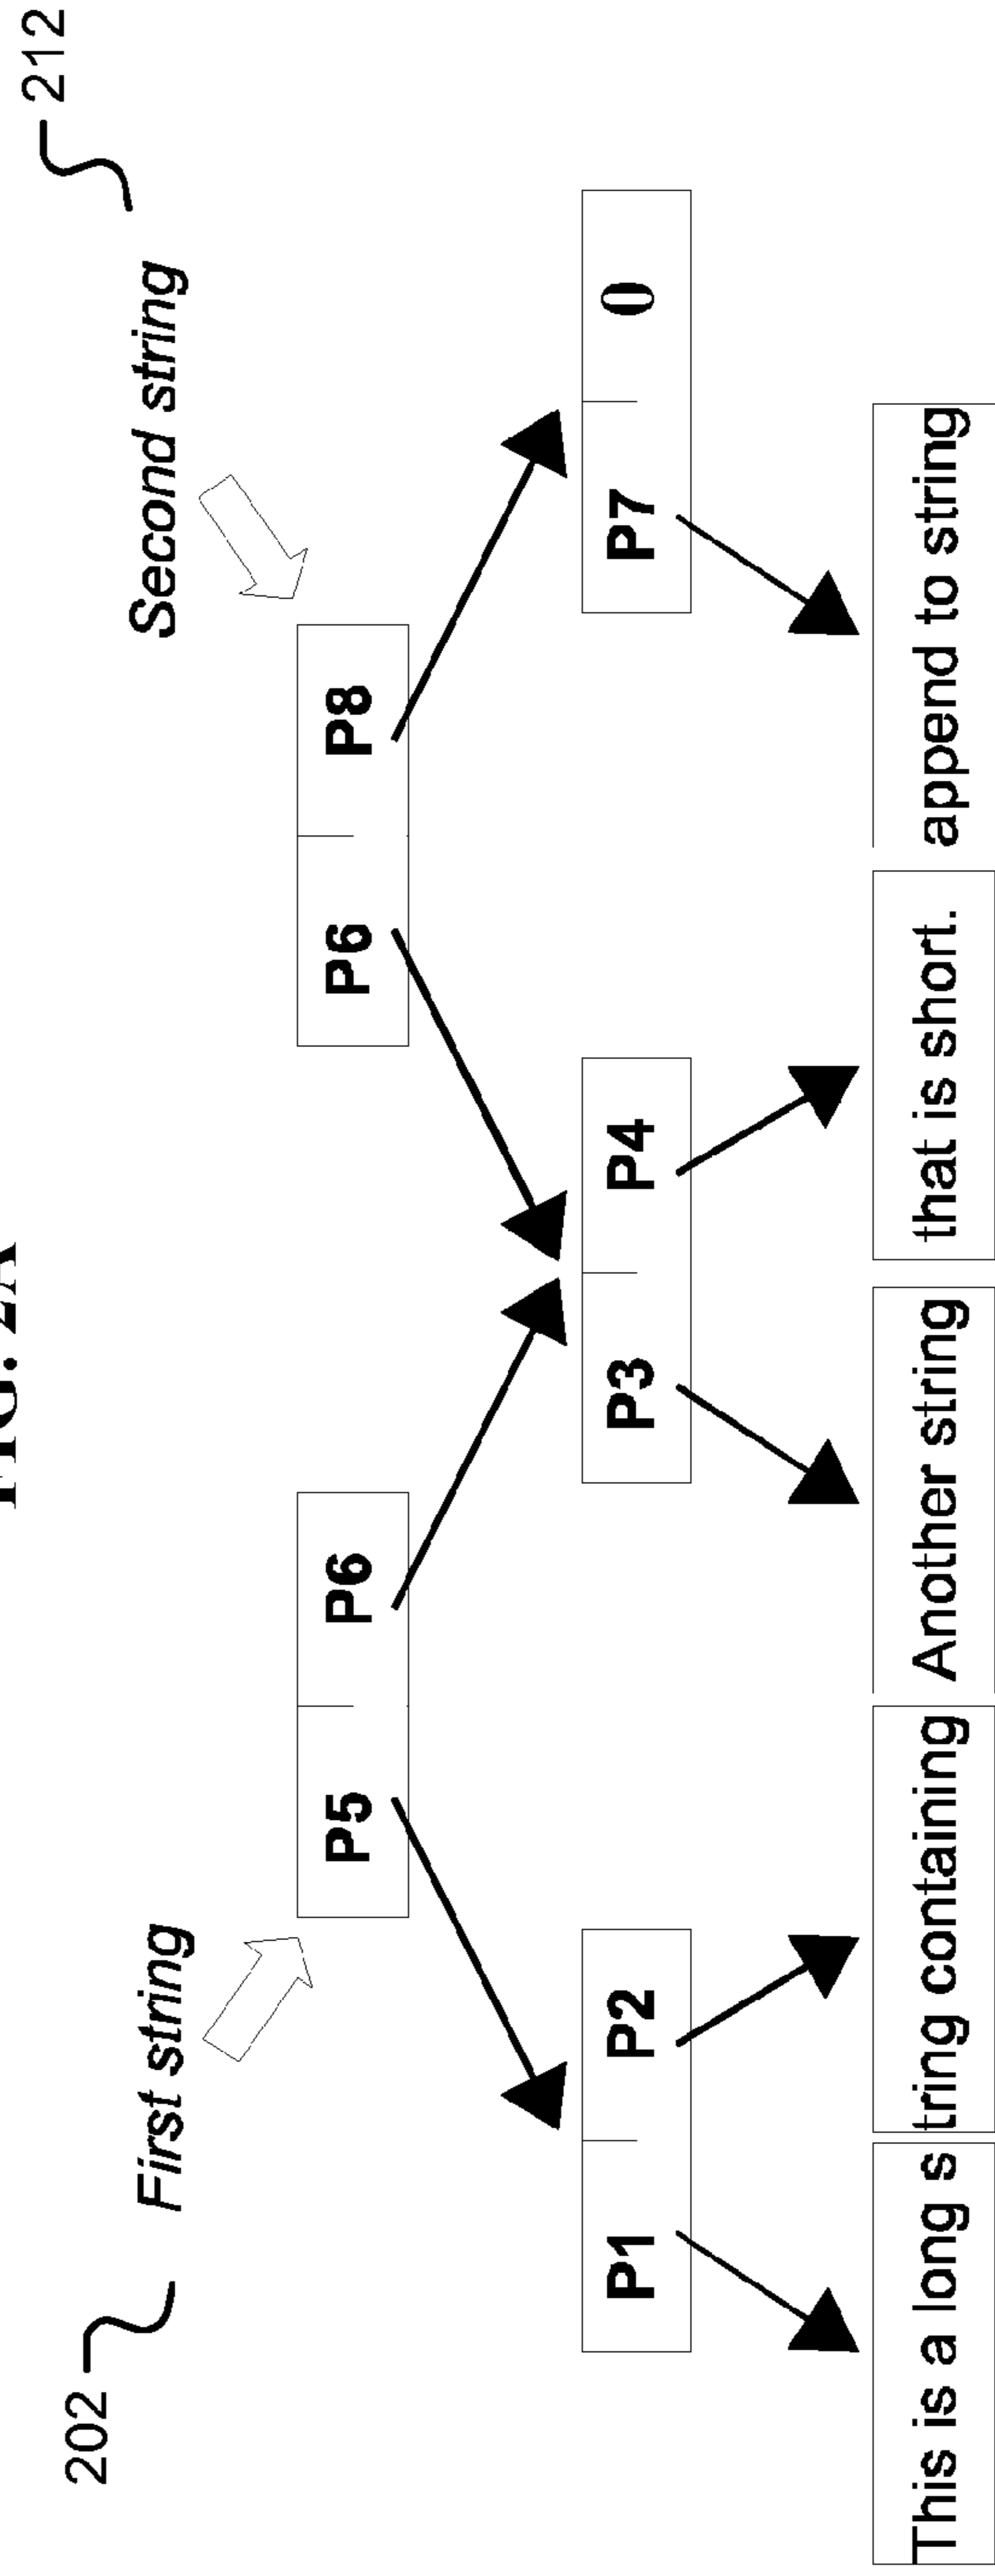 FIG. 2A
212
202
First string
Second string
P5 P6
P6 P8
P1 P2
P3 P4
P7 0
This is a long s
tring containing
Another string
that is short.
append to string